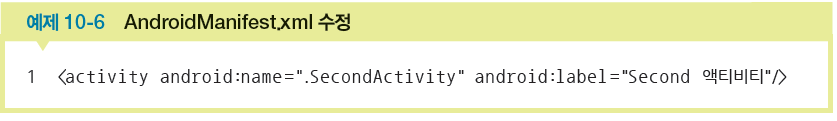 예제 10-6 AndroidManifest.xml 수정
1 <activity android:name=".SecondActivity" android:label="Second 액티비티"/>